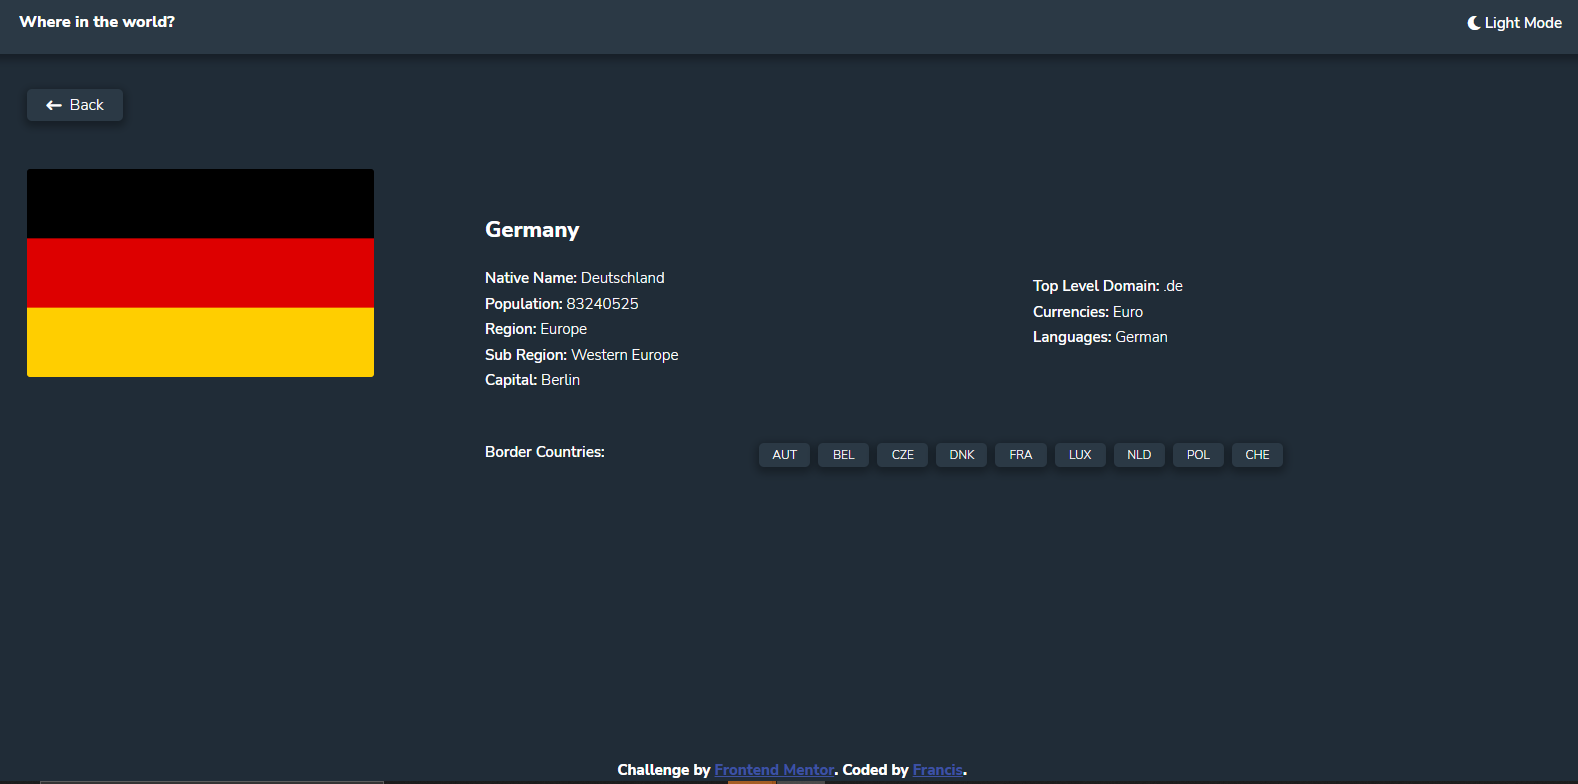 Where in the world?
Light Mode
Back
Germany
Native Name: Deutschland
Population: 83240525
Region: Europe
Sub Region: Western Europe
Capital: Berlin
Top Level Domain: .de
Currencies: Euro
Languages: German
Border Countries:
AUT BEL CZE DNK FRA LUX NLD POL CHE
Challenge by Frontend Mentor. Coded by Francis.